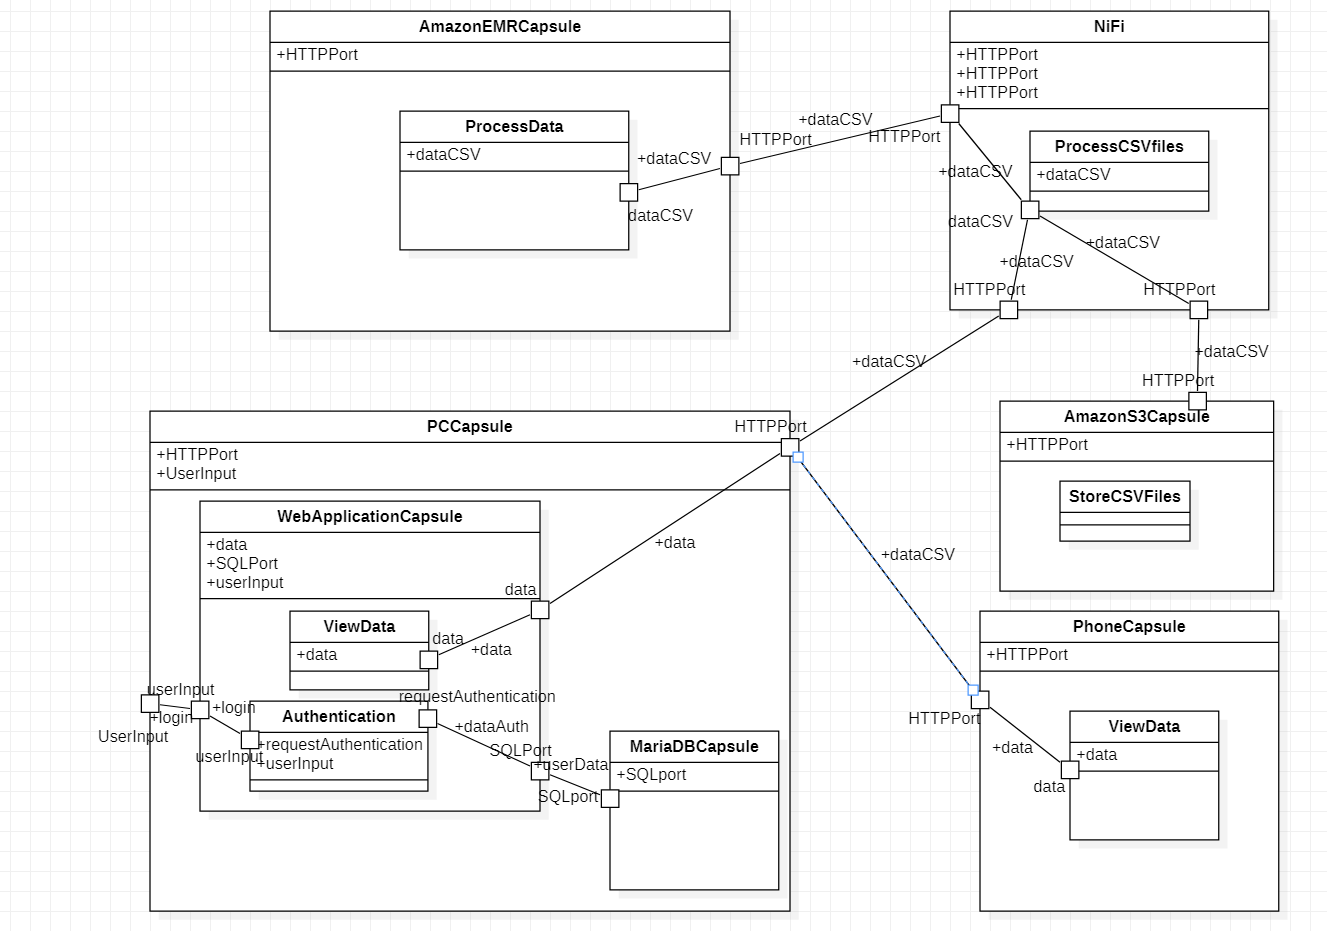 AmazonEMRCapsule
+HTTPPort
ProcessData
+dataCSV
+dataCSV
dataCSV
HTTPPort
+dataCSV
HTTPPort
NiFi
+HTTPPort
+HTTPPort
+HTTPPort
ProcessCSVfiles
+dataCSV
+dataCSV
dataCSV
+dataCSV
+dataCSV
HTTPPort
HTTPPort
+dataCSV
+dataCSV
HTTPPort
AmazonS3Capsule
+HTTPPort
StoreCSVFiles
PCCapsule
HTTPPort
+HTTPPort
+UserInput
WebApplicationCapsule
+data
+SQLPort
+userInput
data
+data
ViewData
+data
data
+data
userInput
+login
UserInput
+login
userInput
requestAuthentication
Authentication
+requestAuthentication
+userInput
+dataAuth
SQLPort
+userData
SQLport
MariaDBCapsule
+SQLport
+dataCSV
PhoneCapsule
+HTTPPort
HTTPPort
+data
data
ViewData
+data